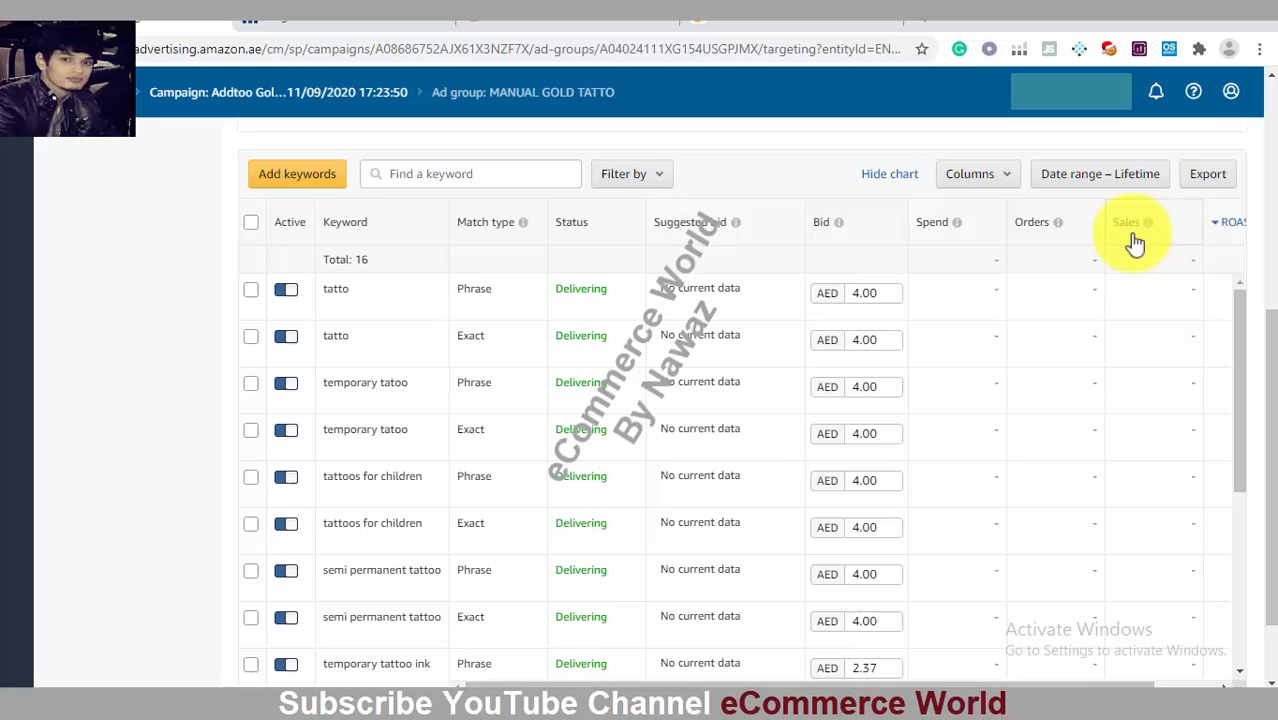 advertising.amazon.ae/cm/sp/campaigns/A08686752AJX61X3NZF7X/ad-groups/A04024111XG154USGPJMX/targeting?entityId=EN...
Campaign: Addtoo Gol...11/09/2020 17:23:50 Ad group: MANUAL GOLD TATTO
Add keywords Find a keyword Filter by Hide chart Columns Date range – Lifetime Export
Active Keyword Match type Status Suggested bid Bid Spend Orders Sales ROAS
Total: 16 - - -
tatto Phrase Delivering No current data AED 4.00 - - -
tatto Exact Delivering No current data AED 4.00 - - -
temporary tatoo Phrase Delivering No current data AED 4.00 - - -
temporary tatoo Exact Delivering No current data AED 4.00 - - -
tattoos for children Phrase Delivering No current data AED 4.00 - - -
tattoos for children Exact Delivering No current data AED 4.00 - - -
semi permanent tattoo Phrase Delivering No current data AED 4.00 - - -
semi permanent tattoo Exact Delivering No current data AED 4.00 - - -
temporary tattoo ink Phrase Delivering No current data AED 2.37 - - -
eCommerce World
By Nawaz
Activate Windows
Go to Settings to activate Windows.
Subscribe YouTube Channel eCommerce World